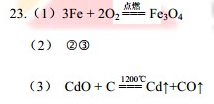 23.（1）3Fe + 2O₂ 点燃 Fe₃O₄
（2） ②③
（3） CdO + C 1200℃ Cd↑+CO↑